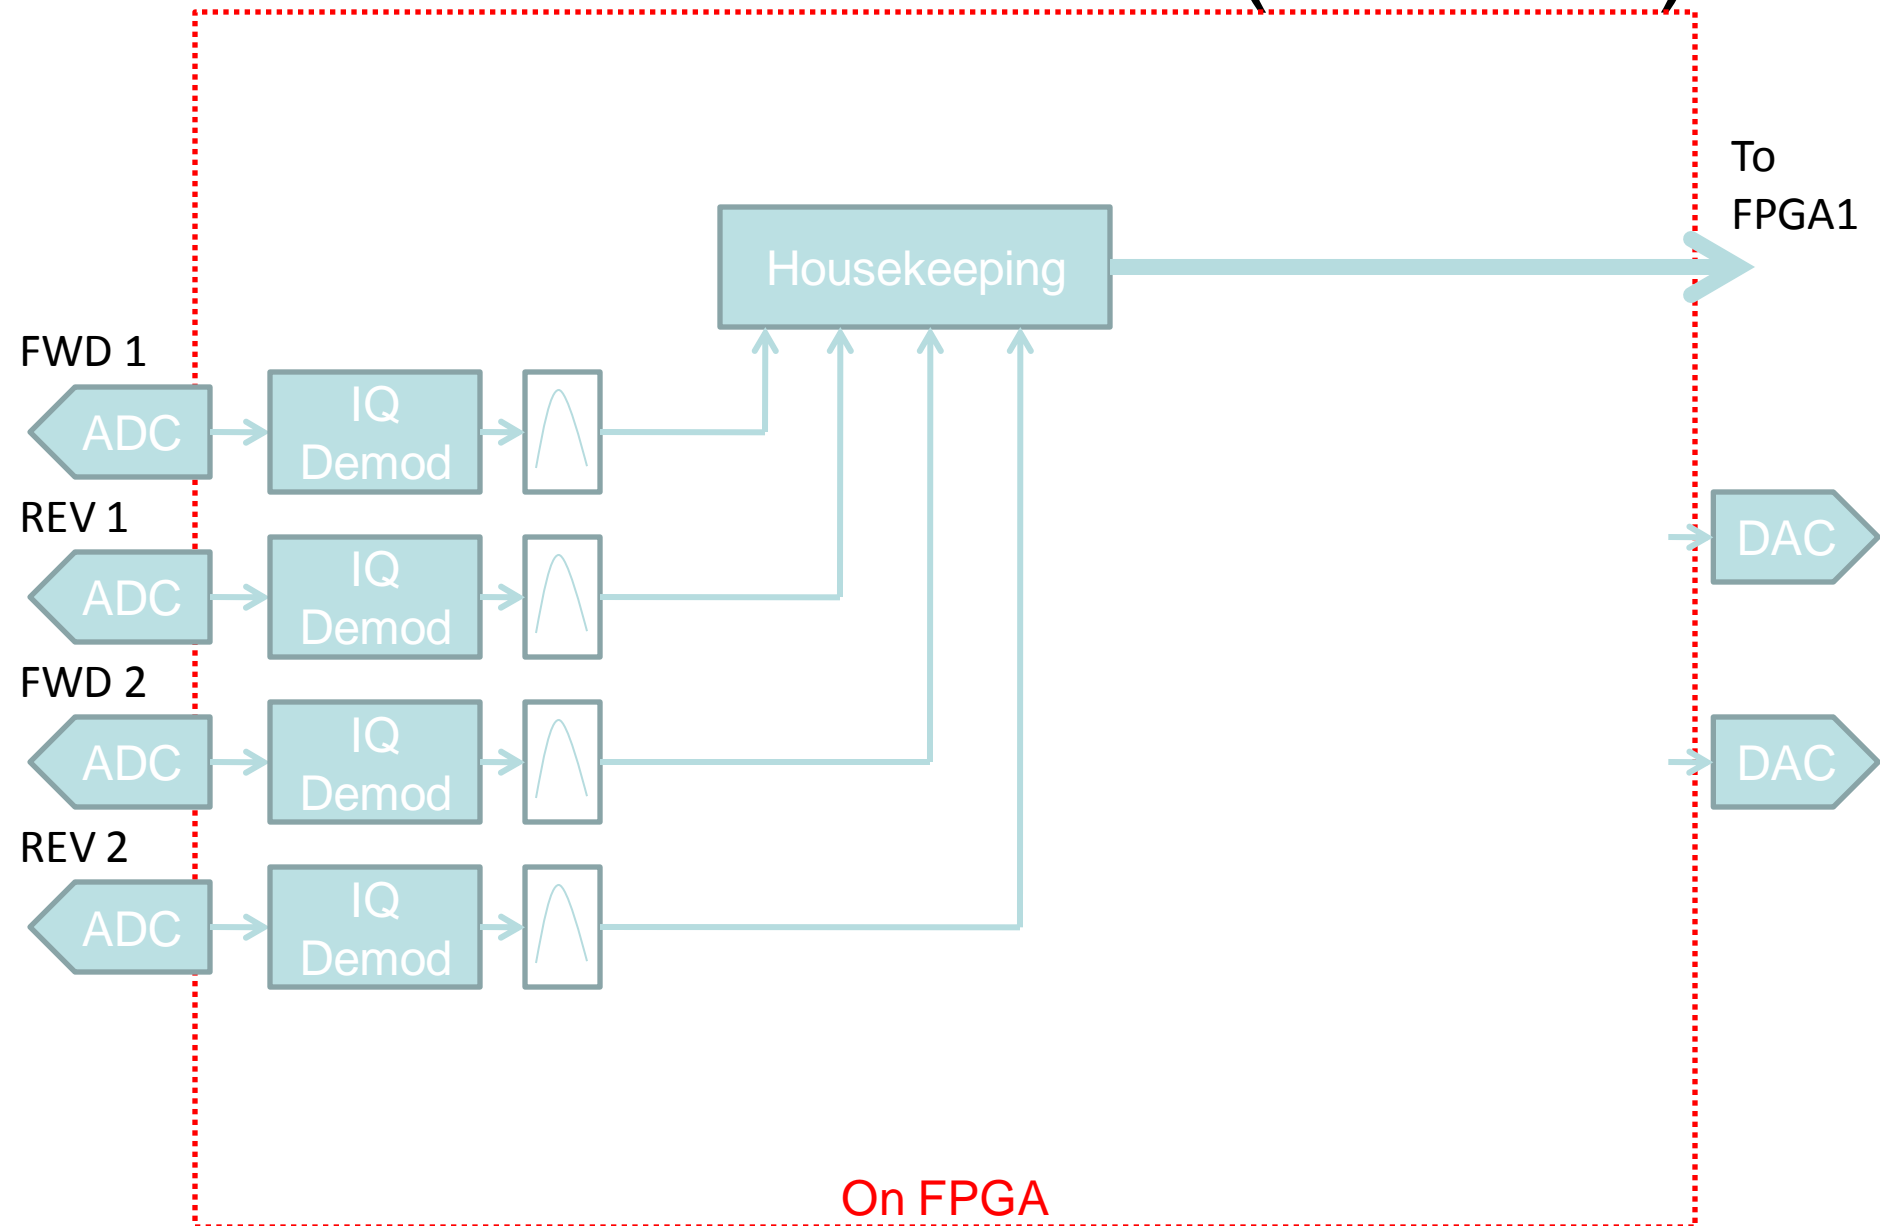 To
FPGA1
Housekeeping
FWD 1
ADC
IQ
Demod
REV 1
ADC
IQ
Demod
DAC
FWD 2
ADC
IQ
Demod
DAC
REV 2
ADC
IQ
Demod
On FPGA